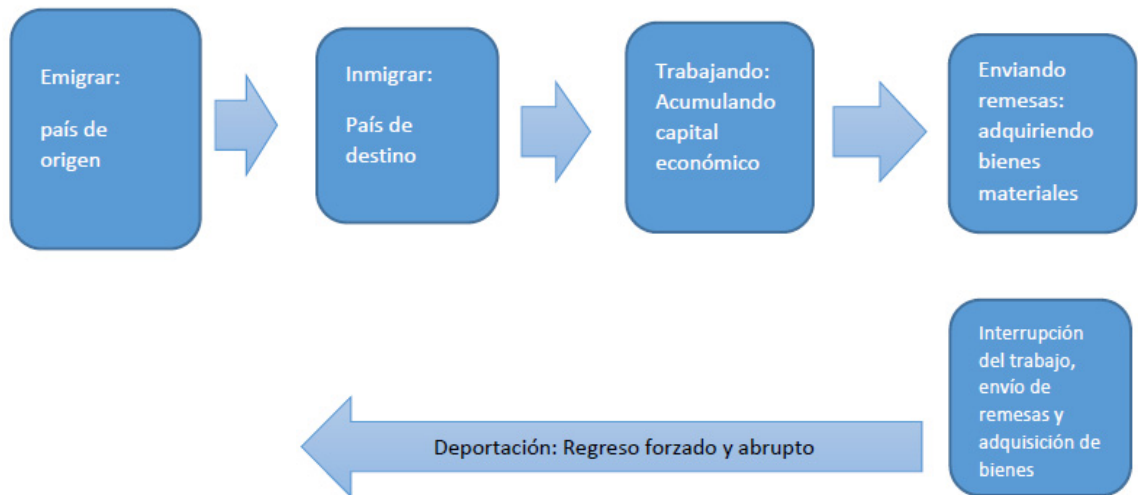 Emigrar:
país de
origen
Inmigrar:
País de
destino
Trabajando:
Acumulando
capital
económico
Enviando
remesas:
adquiriendo
bienes
materiales
Interrupción
del trabajo,
envío de
remesas y
adquisición de
bienes
Deportación: Regreso forzado y abrupto